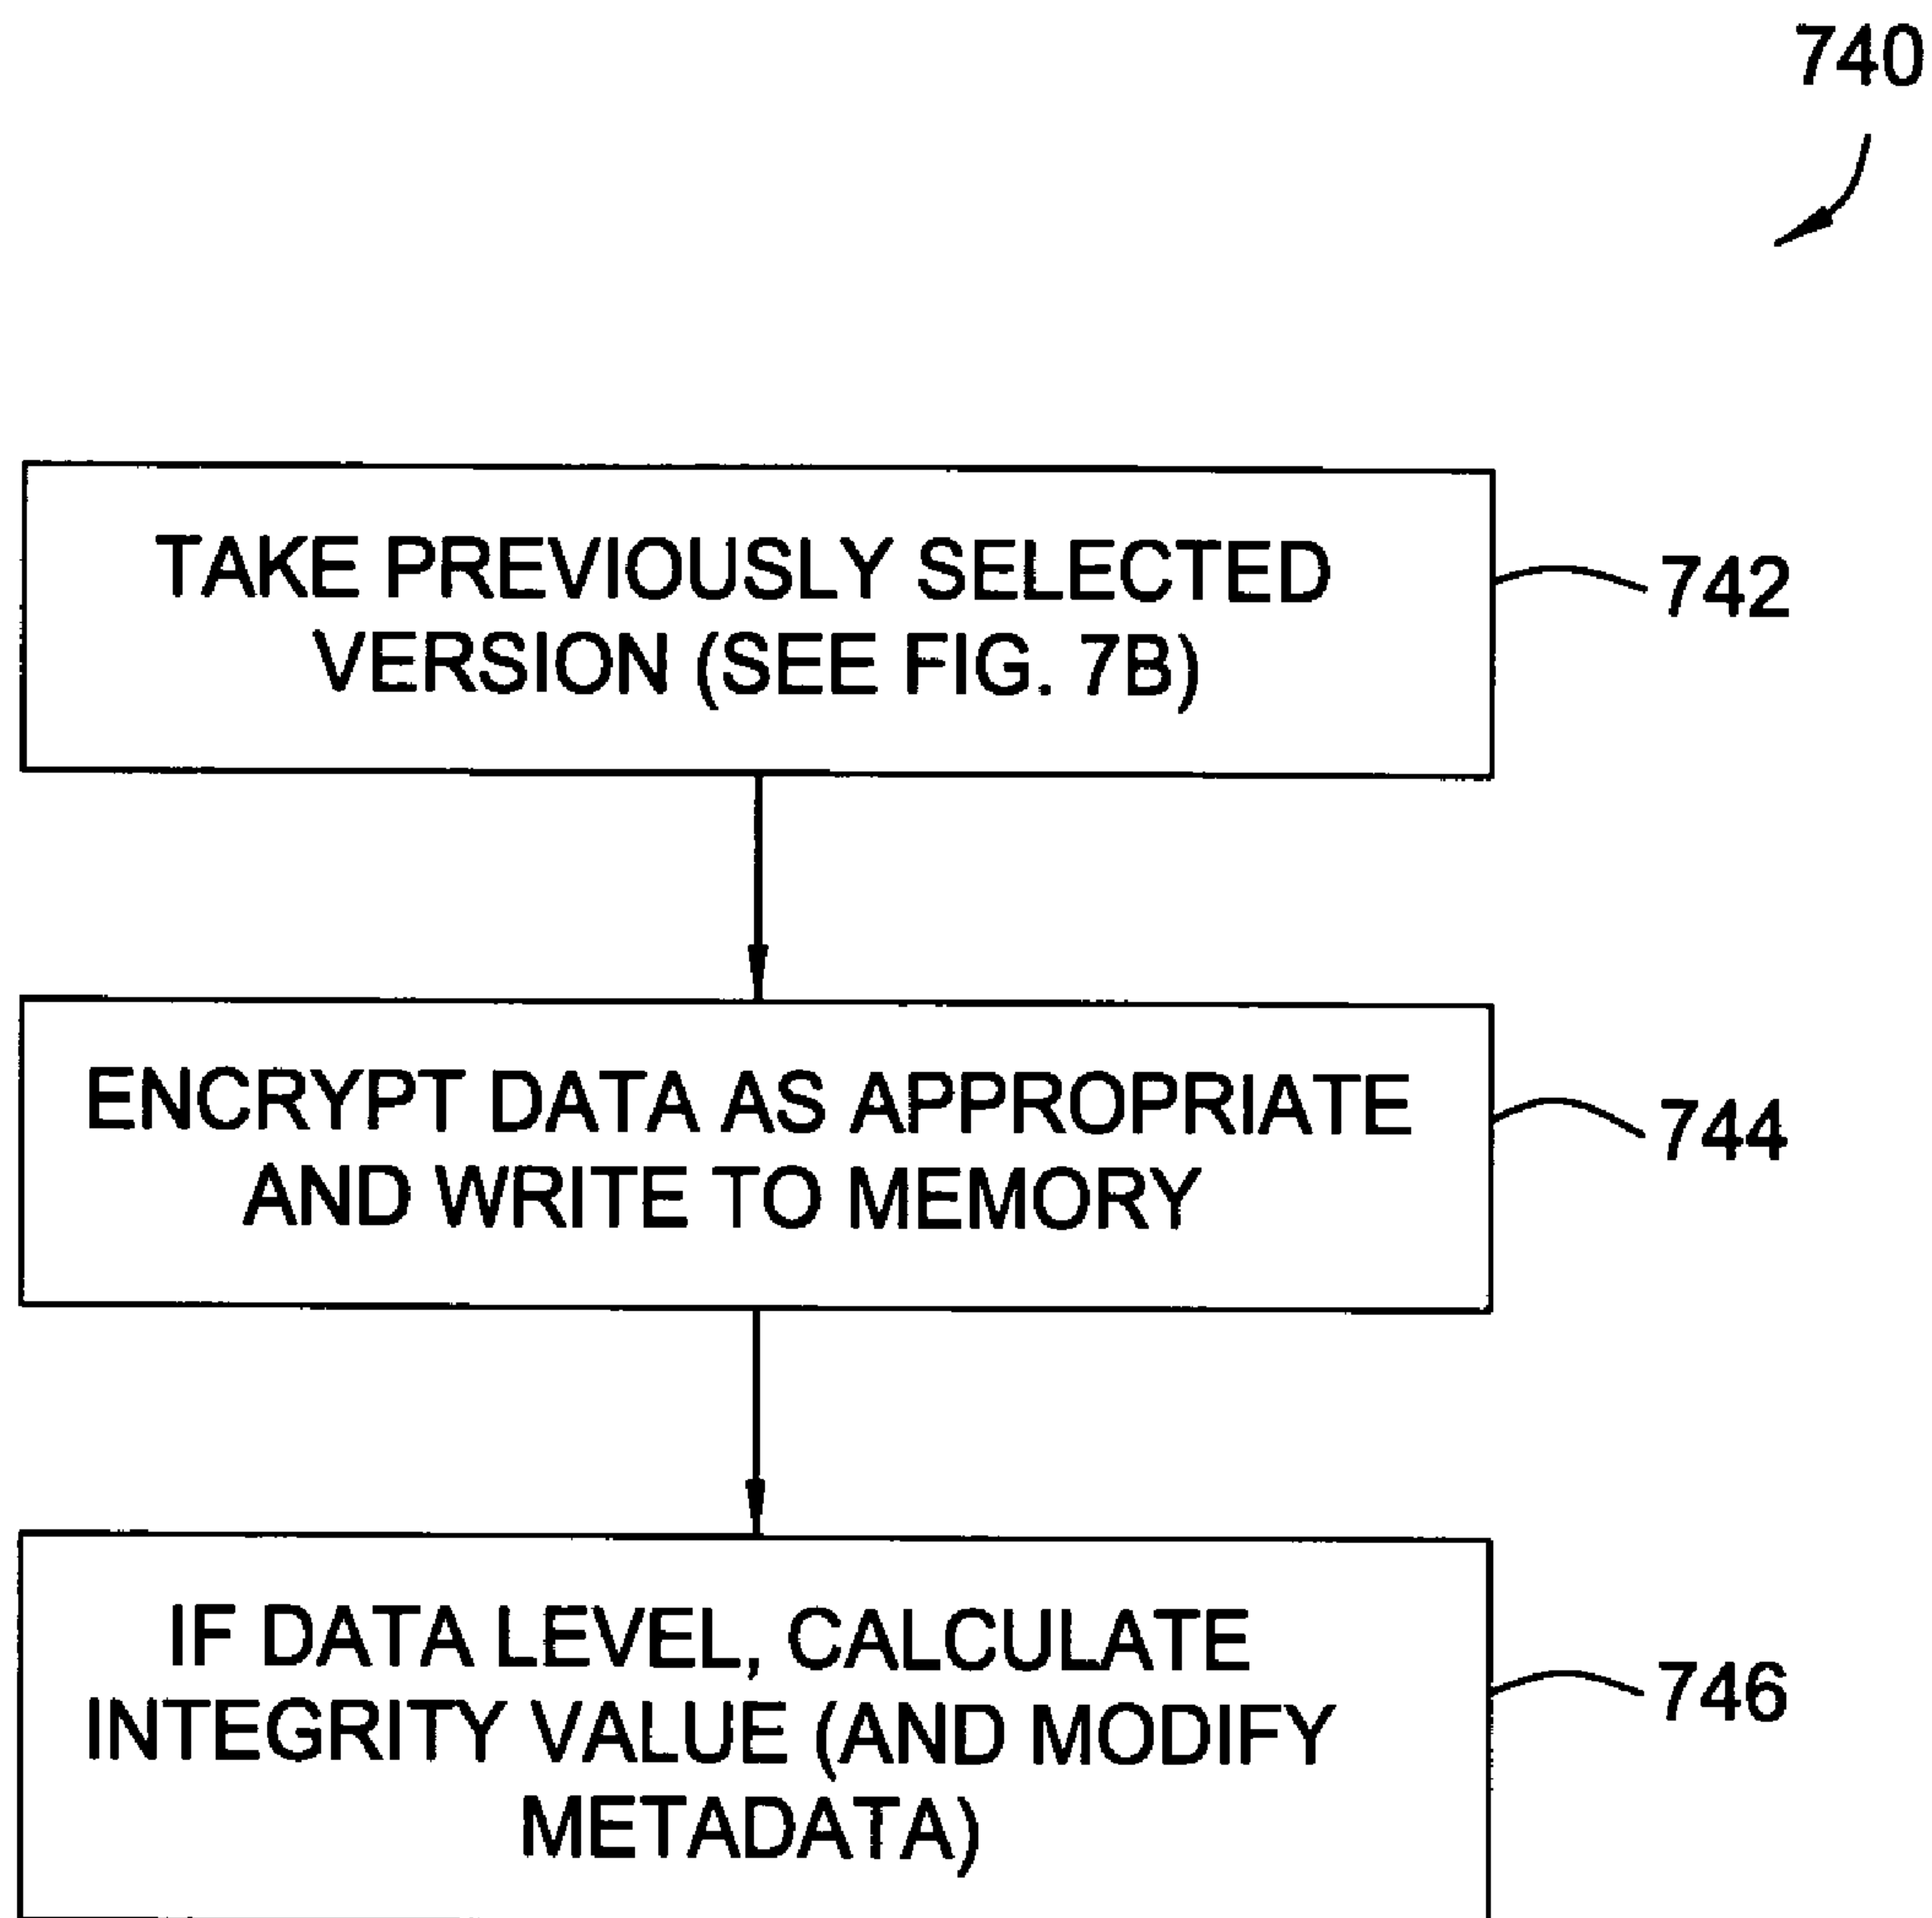 740
TAKE PREVIOUSLY SELECTED
VERSION (SEE FIG. 7B)
742
ENCRYPT DATA AS APPROPRIATE
AND WRITE TO MEMORY
744
IF DATA LEVEL, CALCULATE
INTEGRITY VALUE (AND MODIFY
METADATA)
746